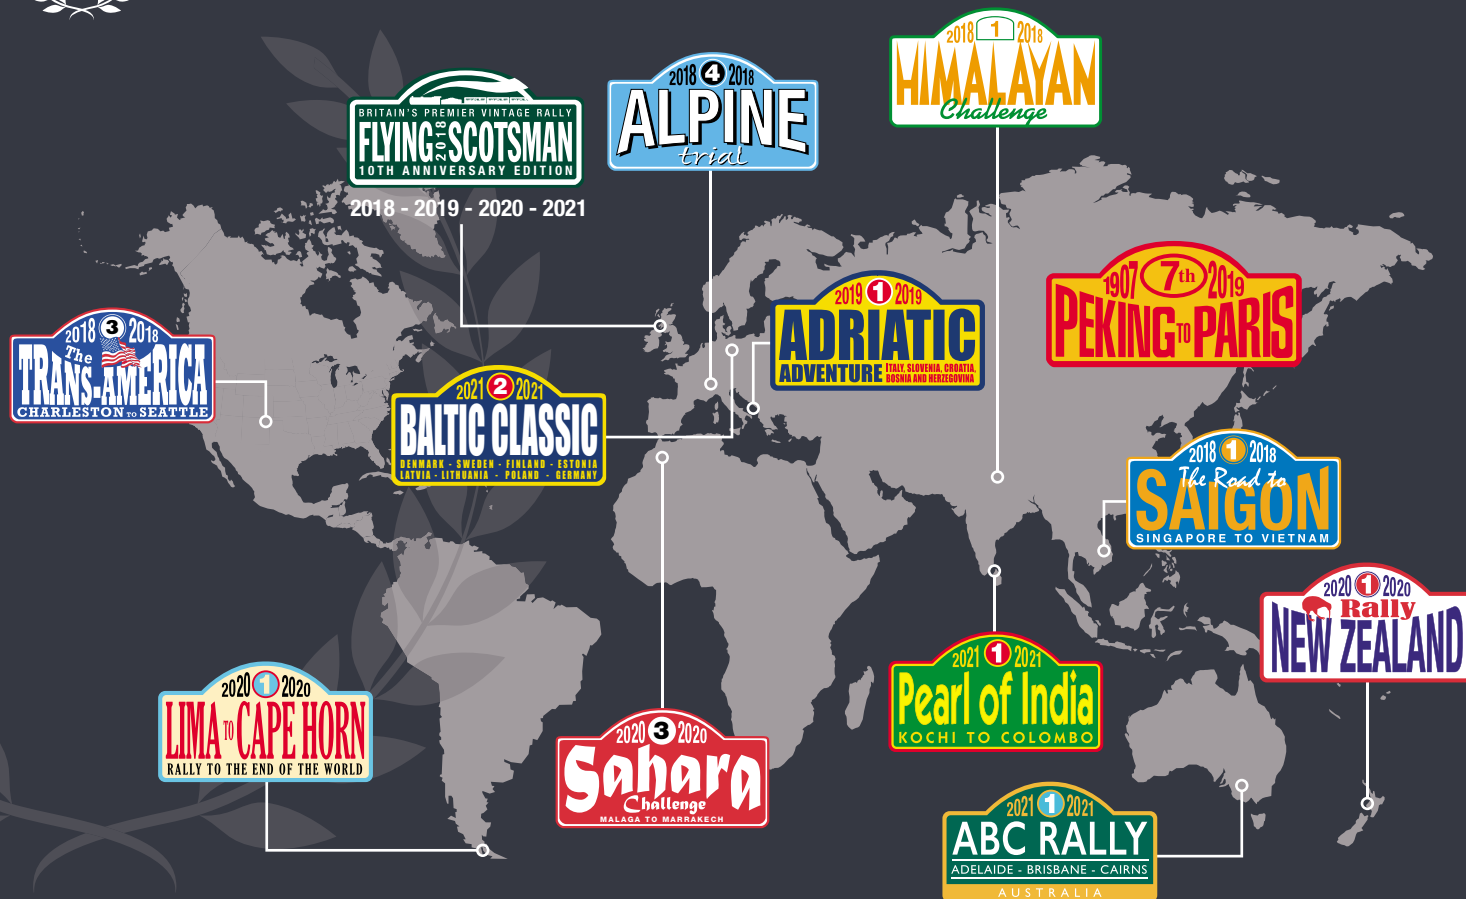 2018 1 2018
HIMALAYAN
Challenge
2018 4 2018
ALPINE
trial
BRITAIN'S PREMIER VINTAGE RALLY
FLYING 2018 SCOTSMAN
10TH ANNIVERSARY EDITION
2018 - 2019 - 2020 - 2021
1907 7th 2019
PEKING TO PARIS
2019 1 2019
ADRIATIC
ADVENTURE ITALY, SLOVENIA, CROATIA,
BOSNIA AND HERZEGOVINA
2018 3 2018
The
TRANS-AMERICA
CHARLESTON TO SEATTLE
2021 2 2021
BALTIC CLASSIC
DENMARK - SWEDEN - FINLAND - ESTONIA
LATVIA - LITHUANIA - POLAND - GERMANY
2018 1 2018
The Road to
SAIGON
SINGAPORE TO VIETNAM
2020 1 2020
Rally
NEW ZEALAND
2021 1 2021
Pearl of India
KOCHI TO COLOMBO
2020 1 2020
LIMA TO CAPE HORN
RALLY TO THE END OF THE WORLD
2020 3 2020
Sahara
Challenge
MALAGA TO MARRAKECH
2021 1 2021
ABC RALLY
ADELAIDE - BRISBANE - CAIRNS
AUSTRALIA